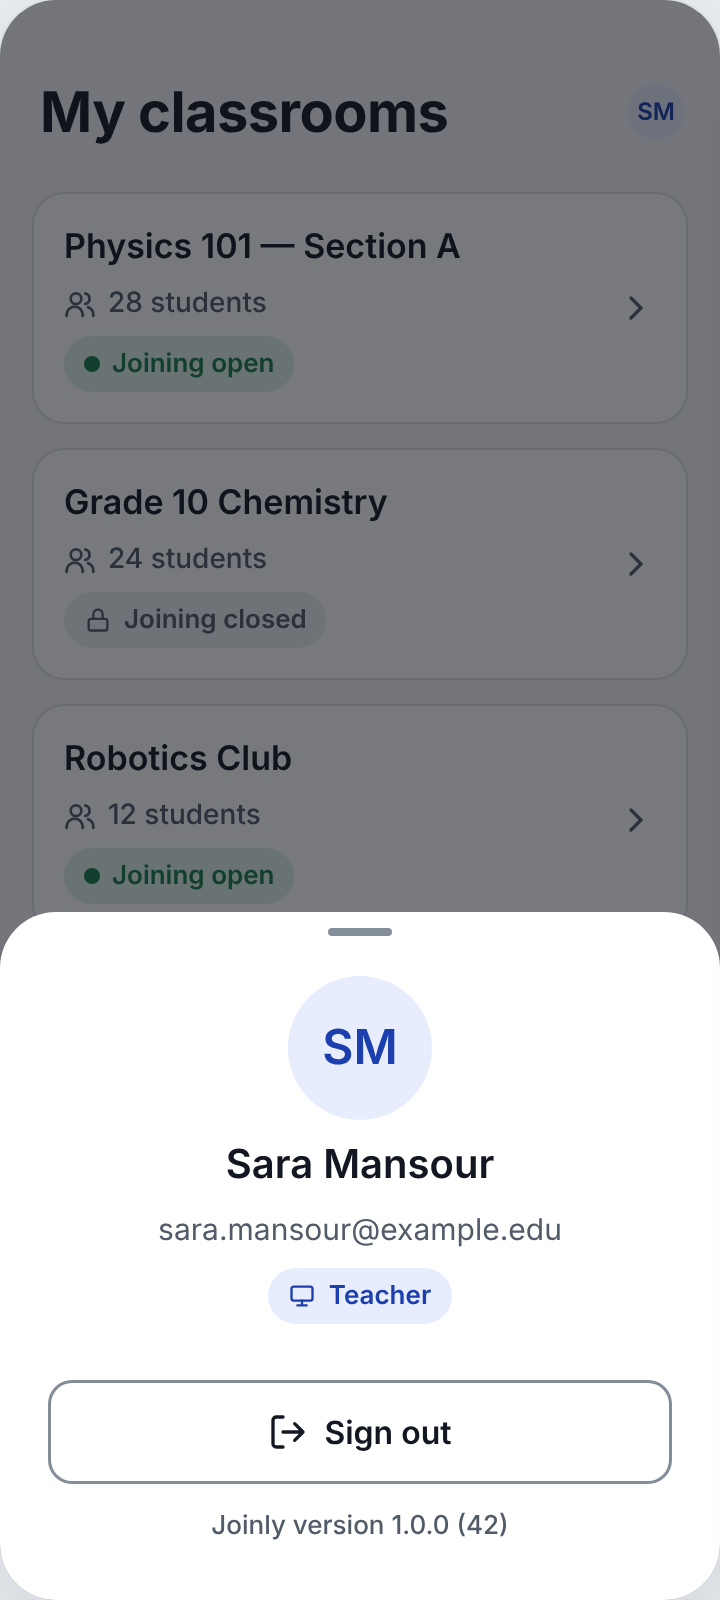 My classrooms
SM
Physics 101 — Section A
28 students
Joining open
Grade 10 Chemistry
24 students
Joining closed
Robotics Club
12 students
Joining open
SM
Sara Mansour
sara.mansour@example.edu
Teacher
Sign out
Joinly version 1.0.0 (42)